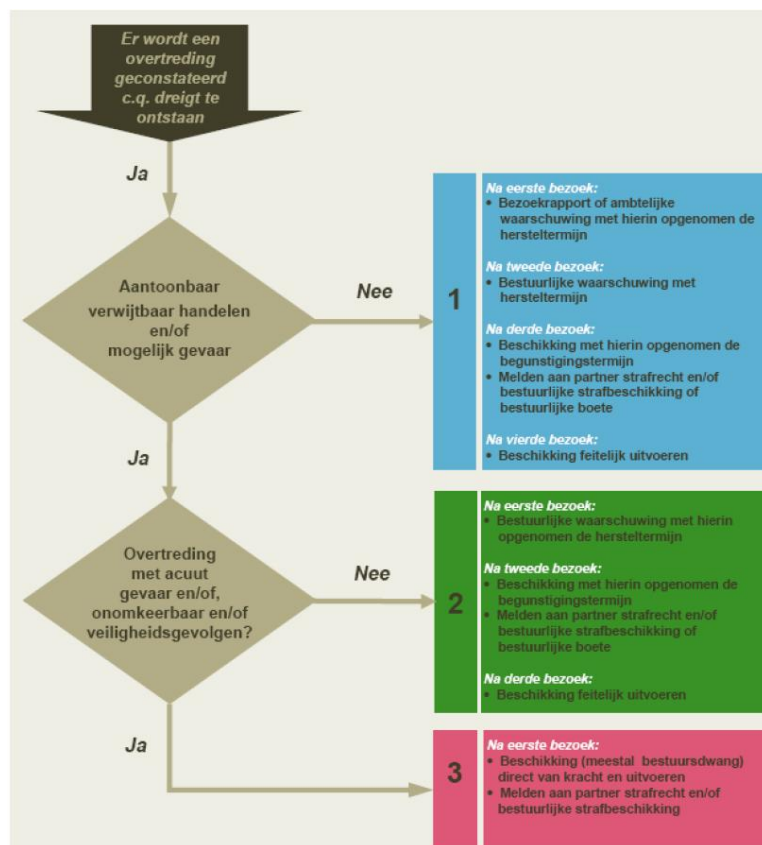 Er wordt een
overtreding
geconstateerd
c.q. dreigt te
ontstaan
Ja
Aantoonbaar
verwijtbaar handelen
en/of
mogelijk gevaar
Nee
1
Na eerste bezoek:
• Bezoekrapport of ambtelijke
waarschuwing met hierin opgenomen de
hersteltermijn
Na tweede bezoek:
• Bestuurlijke waarschuwing met
hersteltermijn
Na derde bezoek:
• Beschikking met hierin opgenomen de
begunstigingstermijn
• Melden aan partner strafrecht en/of
bestuurlijke strafbeschikking of
bestuurlijke boete
Na vierde bezoek:
• Beschikking feitelijk uitvoeren
Ja
Overtreding
met acuut
gevaar en/of,
onomkeerbaar en/of
veiligheidsgevolgen?
Nee
2
Na eerste bezoek:
• Bestuurlijke waarschuwing met hierin
opgenomen de hersteltermijn
Na tweede bezoek:
• Beschikking met hierin opgenomen de
begunstigingstermijn
• Melden aan partner strafrecht en/of
bestuurlijke strafbeschikking of
bestuurlijke boete
Na derde bezoek:
• Beschikking feitelijk uitvoeren
Ja
3
Na eerste bezoek:
• Beschikking (meestal bestuursdwang)
direct van kracht en uitvoeren
• Melden aan partner strafrecht en/of
bestuurlijke strafbeschikking